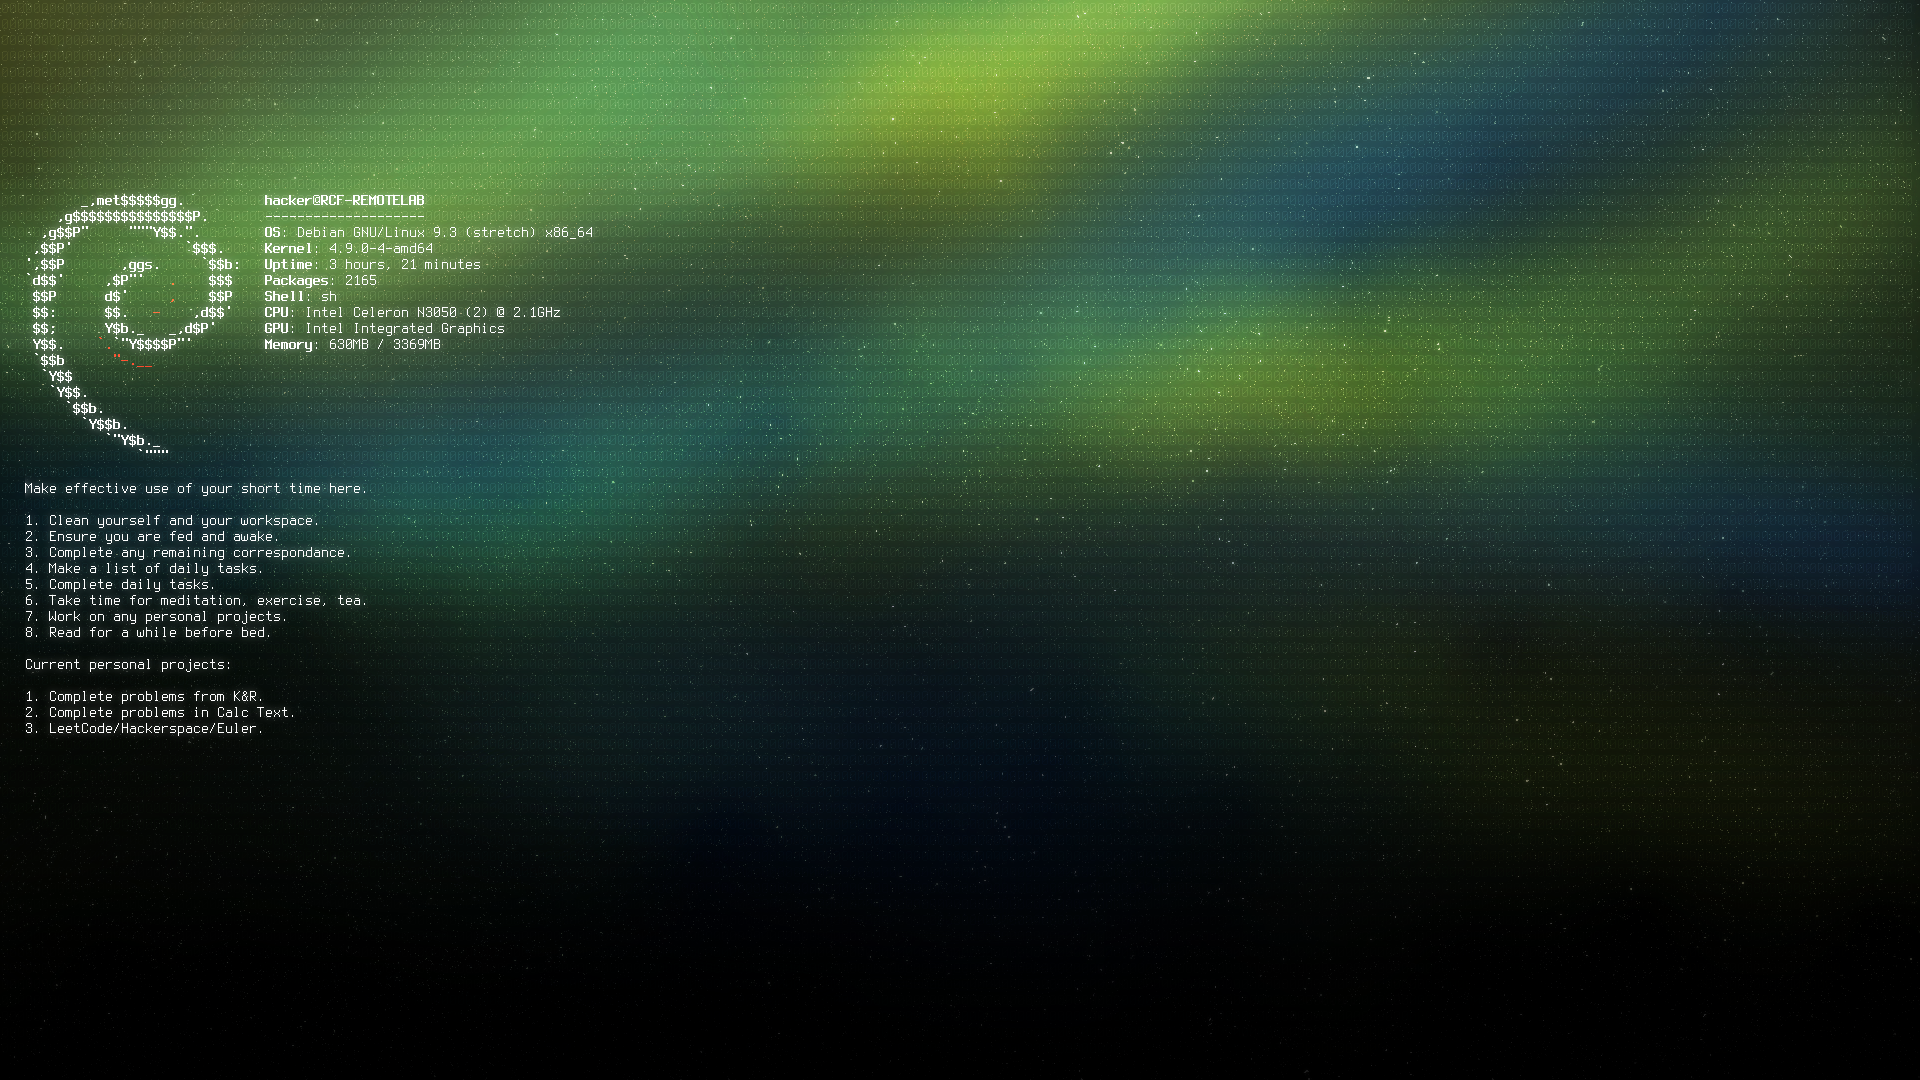 _,met$$$$$gg.
,g$$$$$$$$$$$$$$$P.
,g$$P"     """Y$$.".
,$$P'              `$$$.
',$$P       ,ggs.     `$$b:
`d$$'     ,$P"'   .    $$$
$$P      d$'     ,    $$P
$$:      $$.   -    ,d$$'
$$;      Y$b._   _,d$P'
Y$$.    `.`"Y$$$$P"'
`$$b      "-.__
`Y$$
`Y$$.
`$$b.
`Y$$b.
`"Y$b._
`"""
hacker@RCF-REMOTELAB
--------------------
OS: Debian GNU/Linux 9.3 (stretch) x86_64
Kernel: 4.9.0-4-amd64
Uptime: 3 hours, 21 minutes
Packages: 2165
Shell: sh
CPU: Intel Celeron N3050 (2) @ 2.1GHz
GPU: Intel Integrated Graphics
Memory: 630MB / 3369MB
Make effective use of your short time here.
1. Clean yourself and your workspace.
2. Ensure you are fed and awake.
3. Complete any remaining correspondance.
4. Make a list of daily tasks.
5. Complete daily tasks.
6. Take time for meditation, exercise, tea.
7. Work on any personal projects.
8. Read for a while before bed.
Current personal projects:
1. Complete problems from K&R.
2. Complete problems in Calc Text.
3. LeetCode/Hackerspace/Euler.